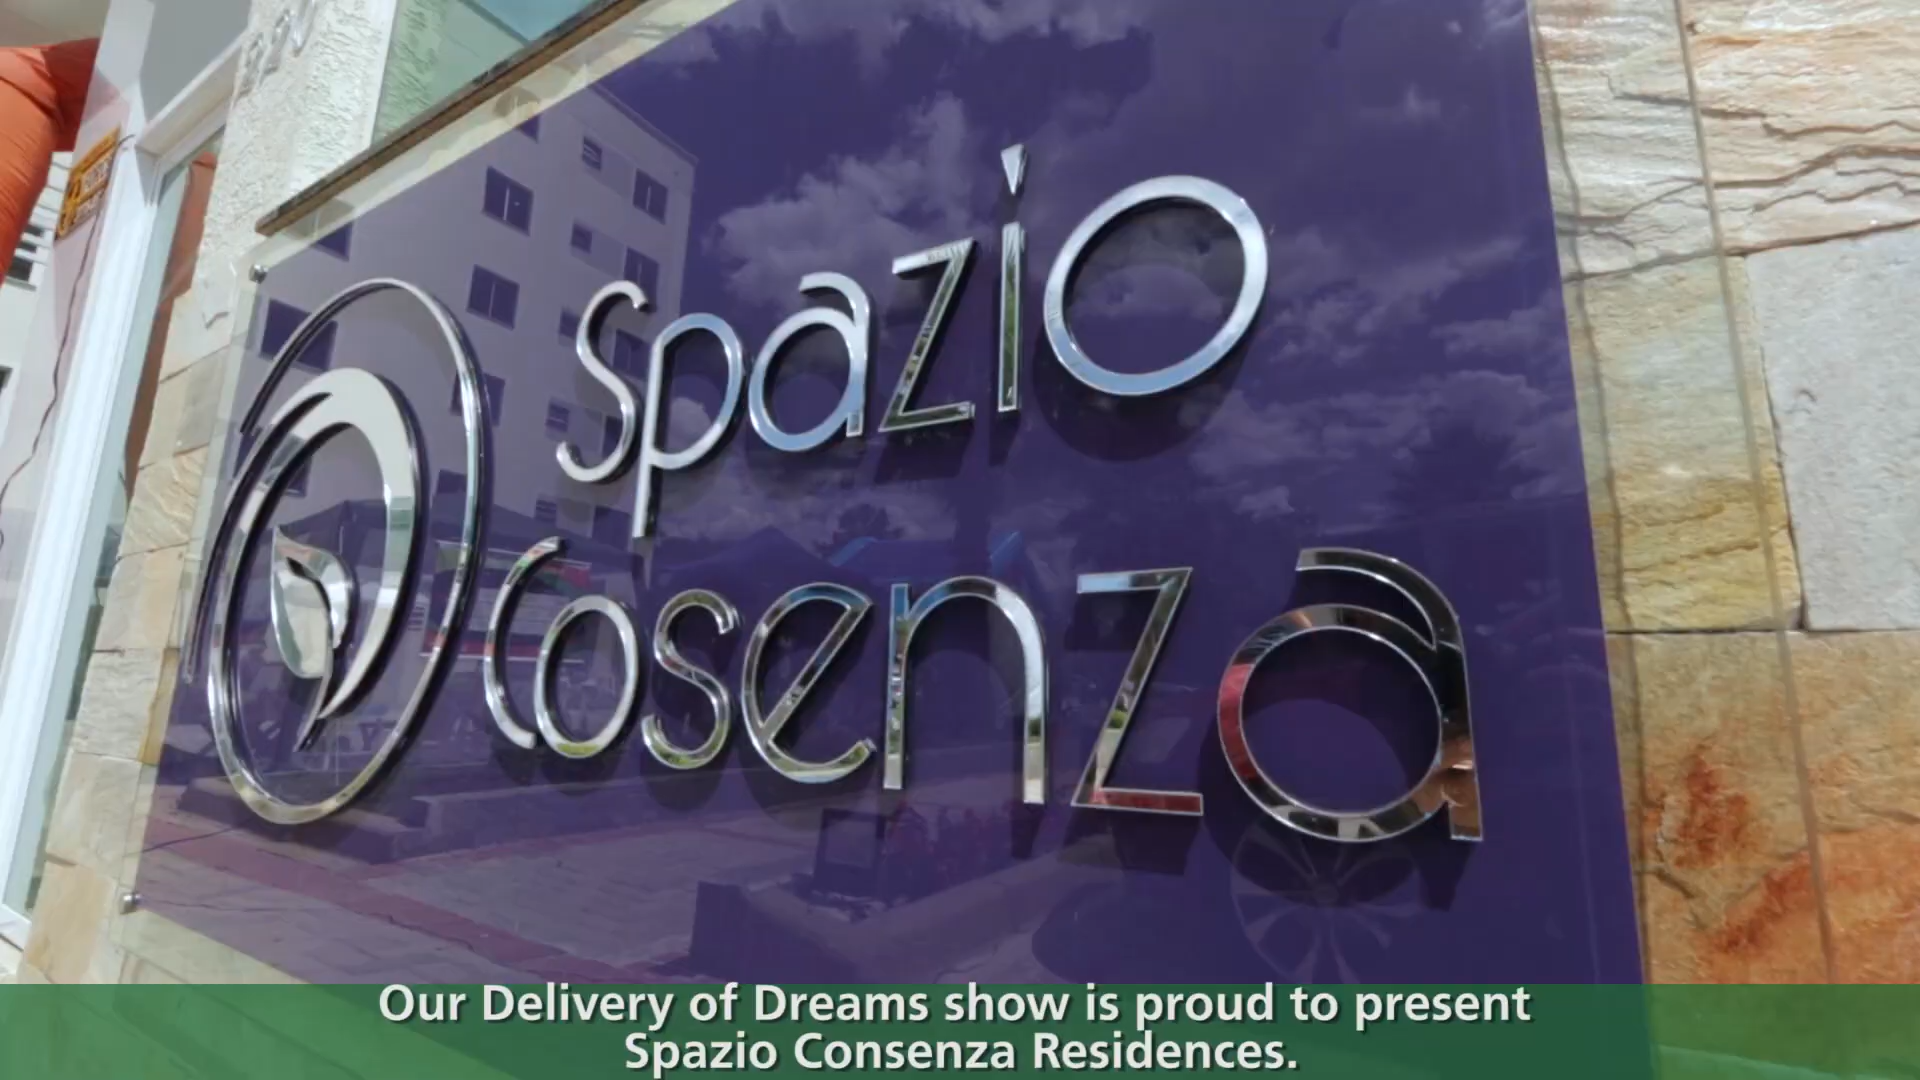 Spazio
Cosenza
Our Delivery of Dreams show is proud to present
Spazio Consenza Residences.